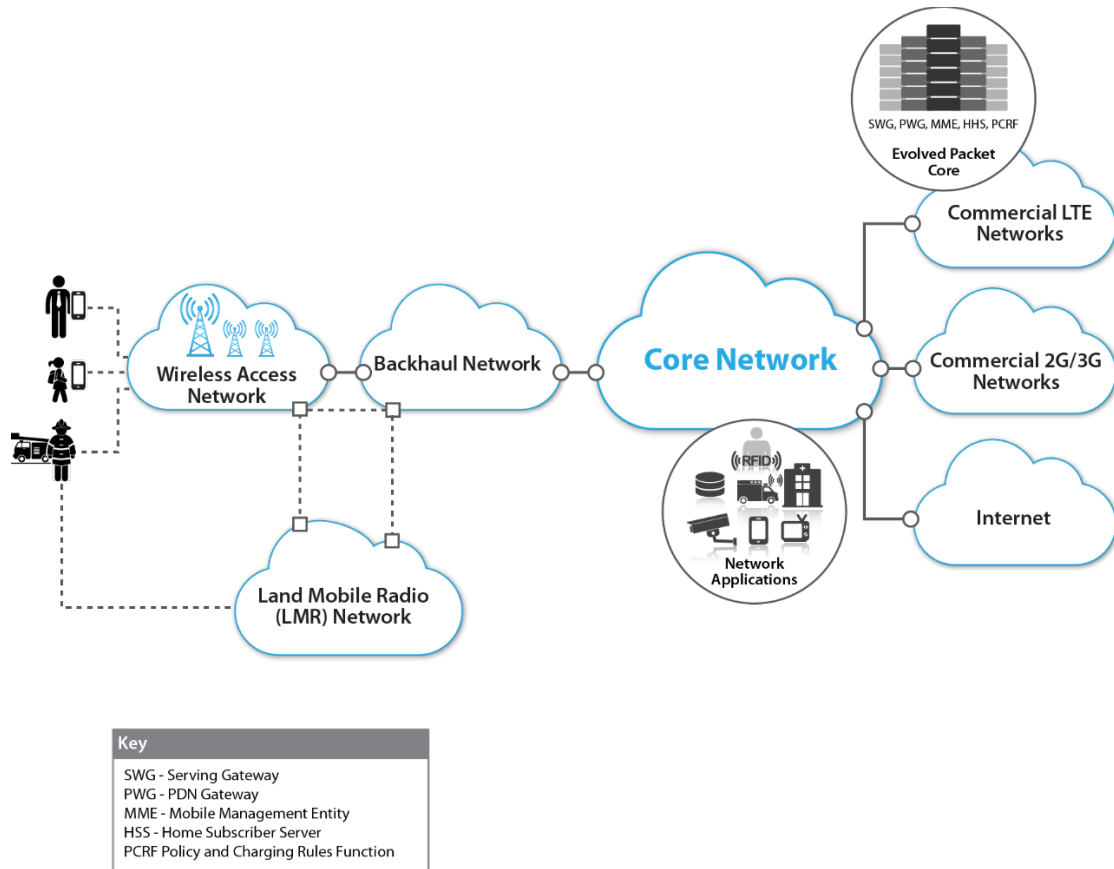 SWG, PWG, MME, HHS, PCRF
Evolved Packet
Core
Commercial LTE
Networks
Wireless Access
Network
Backhaul Network
Core Network
Commercial 2G/3G
Networks
RFID
Network
Applications
Internet
Land Mobile Radio
(LMR) Network
Key
SWG - Serving Gateway
PWG - PDN Gateway
MME - Mobile Management Entity
HSS - Home Subscriber Server
PCRF Policy and Charging Rules Function